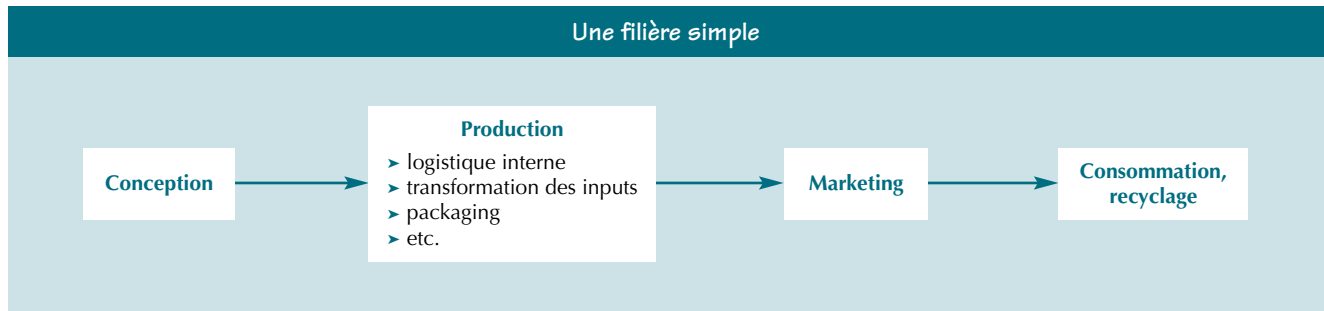 Une filière simple
Conception
Production
➤ logistique interne
➤ transformation des inputs
➤ packaging
➤ etc.
Marketing
Consommation,
recyclage